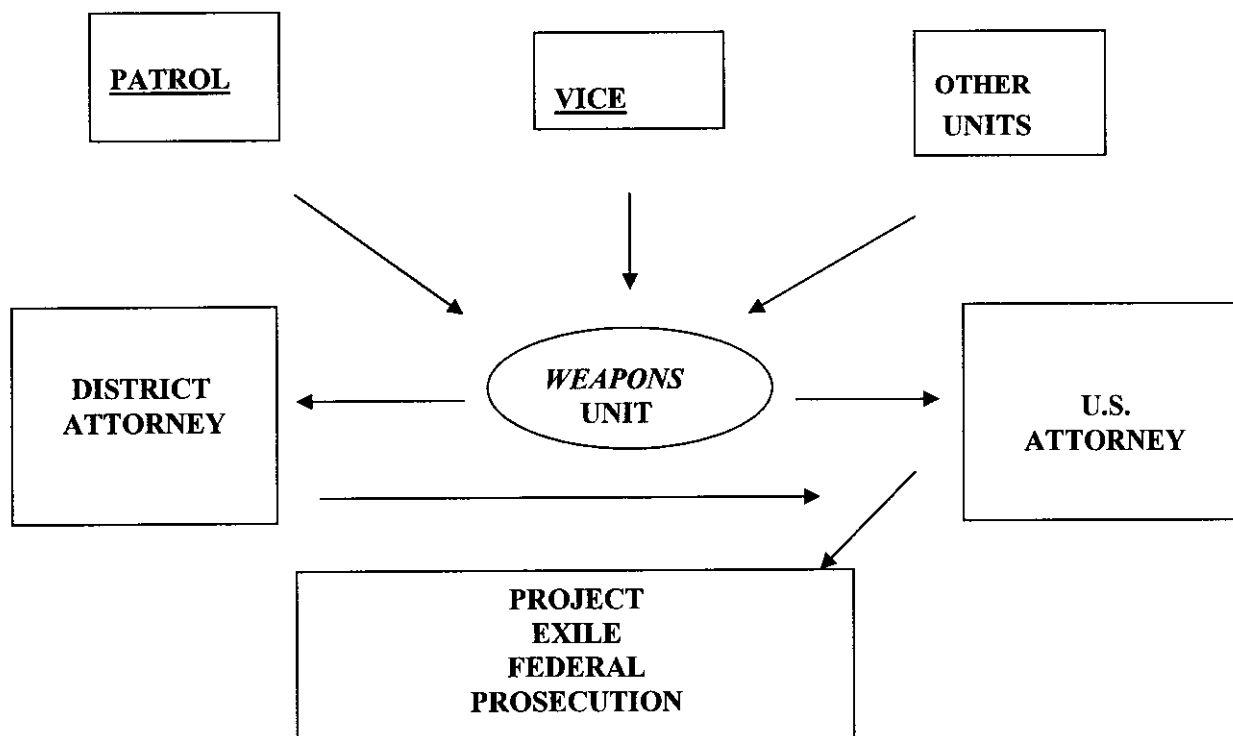 PATROL
VICE
OTHER
UNITS
DISTRICT
ATTORNEY
WEAPONS
UNIT
U.S.
ATTORNEY
PROJECT
EXILE
FEDERAL
PROSECUTION